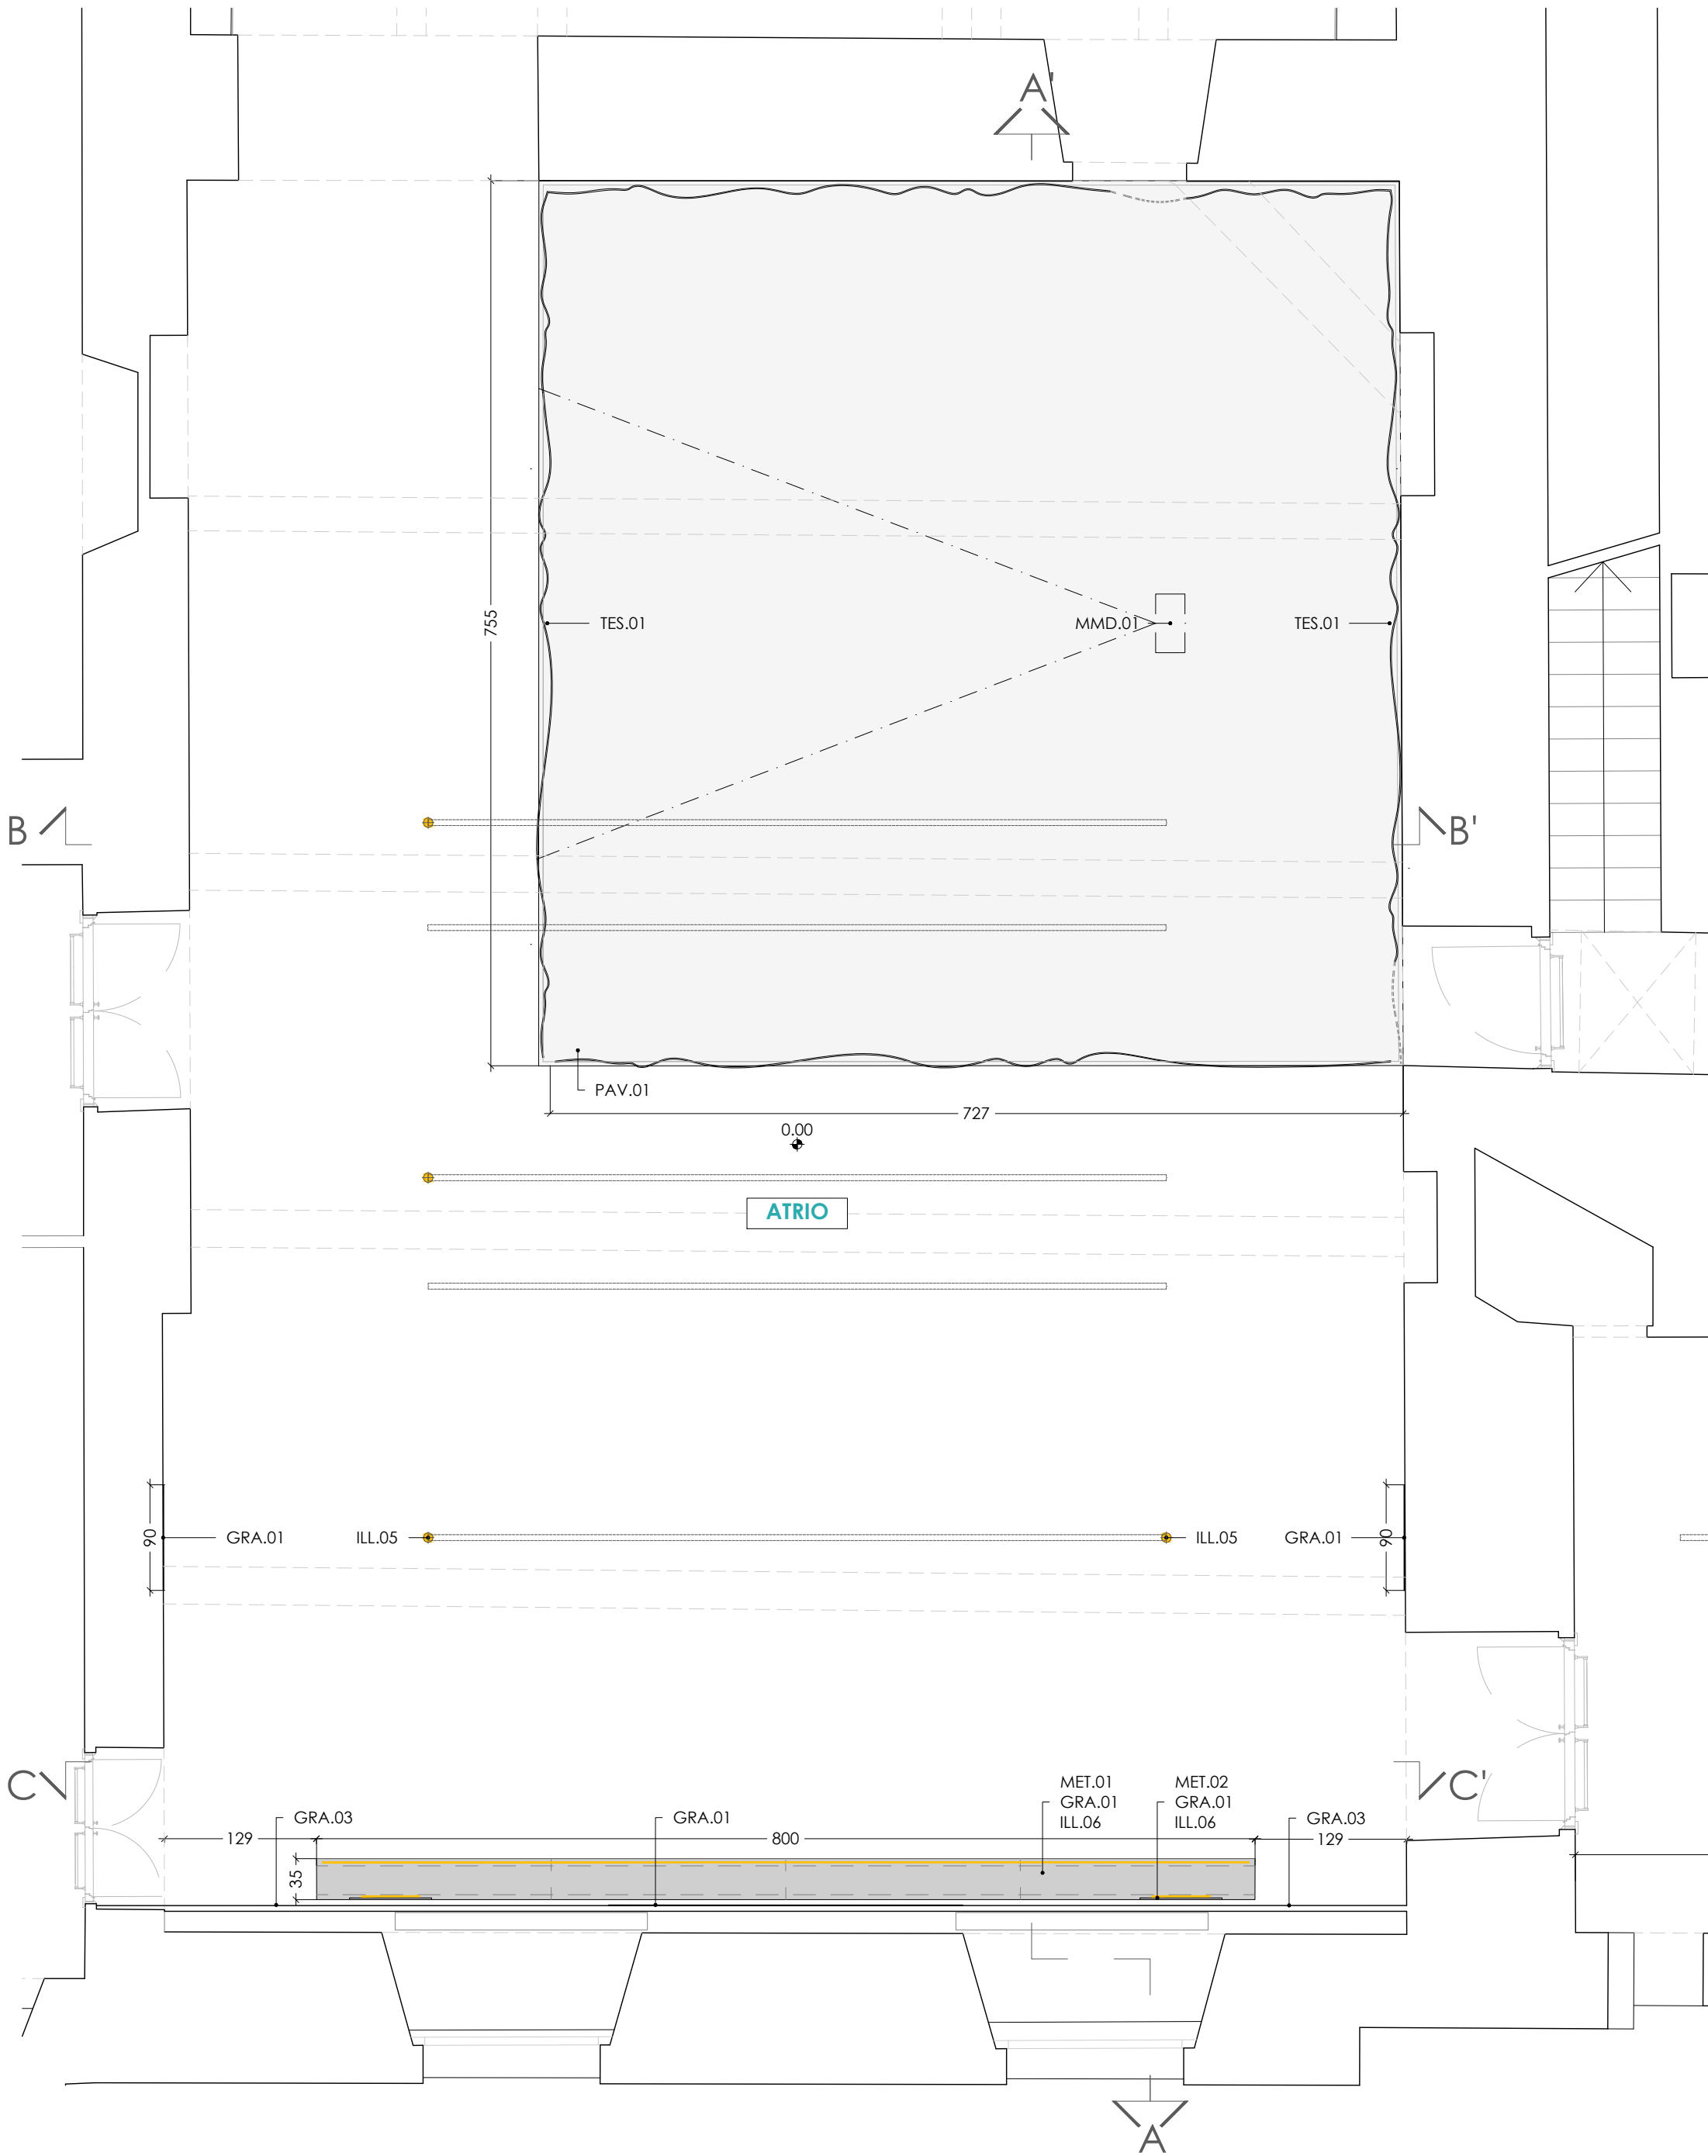 A'
755
TES.01
MMD.01
TES.01
B
B'
PAV.01
727
0.00
ATRIO
90
GRA.01
ILL.05
ILL.05
GRA.01
90
C
C'
MET.01
GRA.01
ILL.06
MET.02
GRA.01
ILL.06
GRA.03
GRA.01
GRA.03
129
800
129
35
A